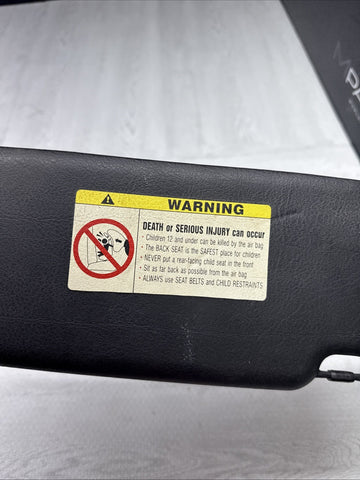 WARNING
DEATH or SERIOUS INJURY can occur
• Children 12 and under can be killed by the air bag
• The BACK SEAT is the SAFEST place for children
• NEVER put a rear-facing child seat in the front
• Sit as far back as possible from the air bag
• ALWAYS use SEAT BELTS and CHILD RESTRAINTS